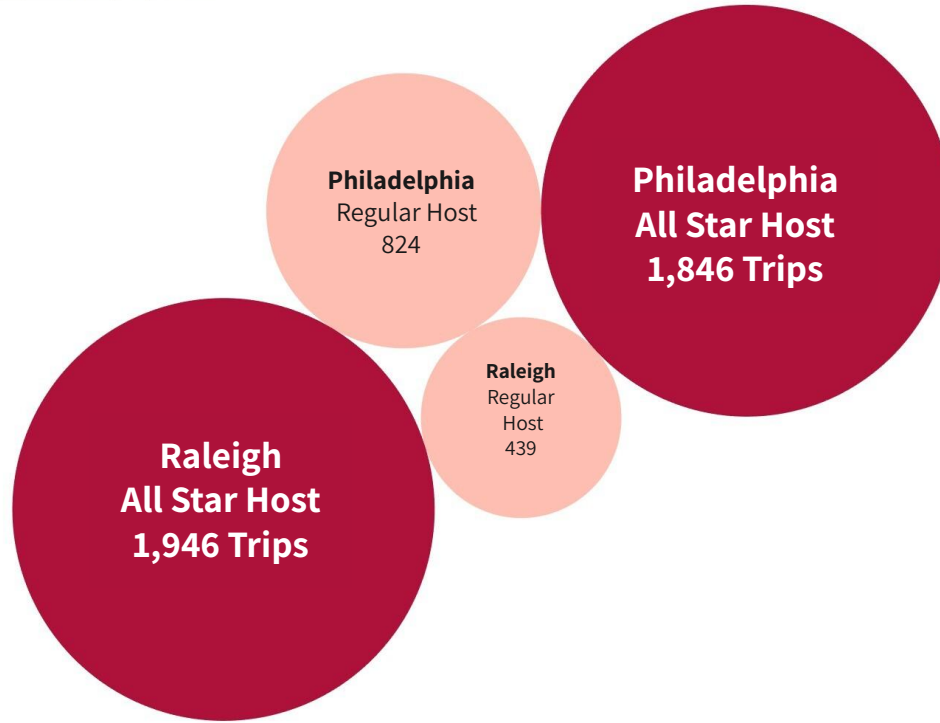 Philadelphia
Regular Host
824
Philadelphia
All Star Host
1,846 Trips
Raleigh
Regular
Host
439
Raleigh
All Star Host
1,946 Trips